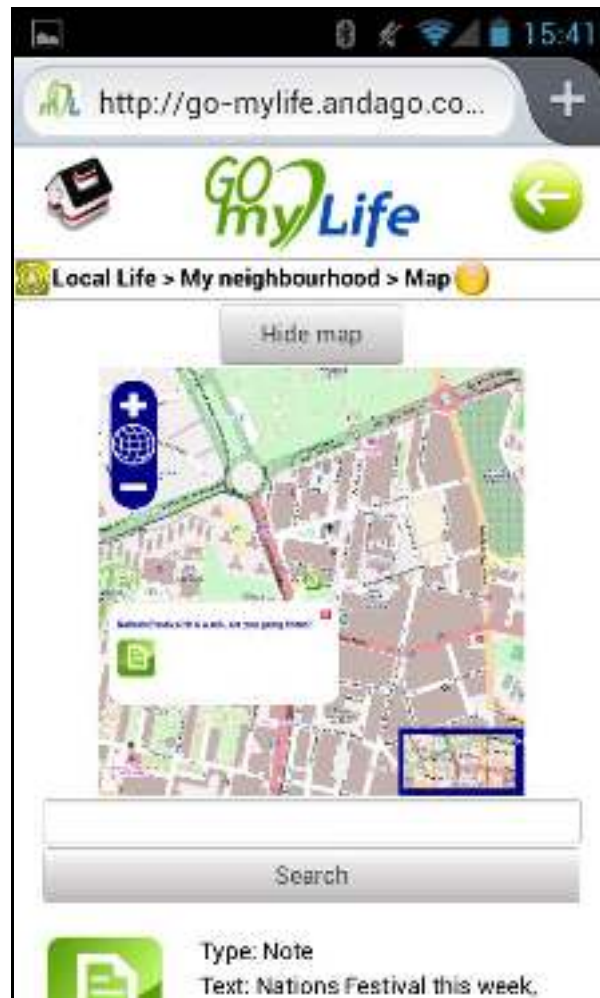 15:41
http://go-mylife.andago.co...
GO
my Life
Local Life > My neighbourhood > Map
Hide map
Search
Type: Note
Text: Nations Festival this week,